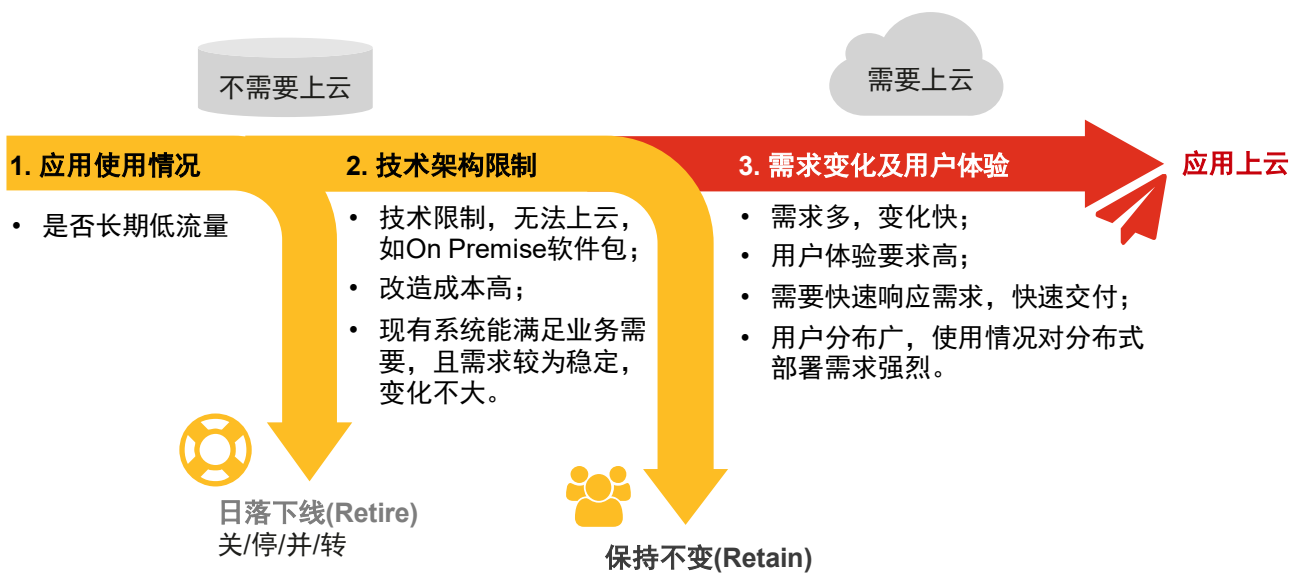 不需要上云
需要上云
1. 应用使用情况
2. 技术架构限制
3. 需求变化及用户体验
应用上云
• 是否长期低流量
• 技术限制，无法上云，
如On Premise软件包；
• 改造成本高；
• 现有系统能满足业务需
要，且需求较为稳定，
变化不大。
• 需求多，变化快；
• 用户体验要求高；
• 需要快速响应需求，快速交付；
• 用户分布广，使用情况对分布式
部署需求强烈。
日落下线(Retire)
关/停/并/转
保持不变(Retain)